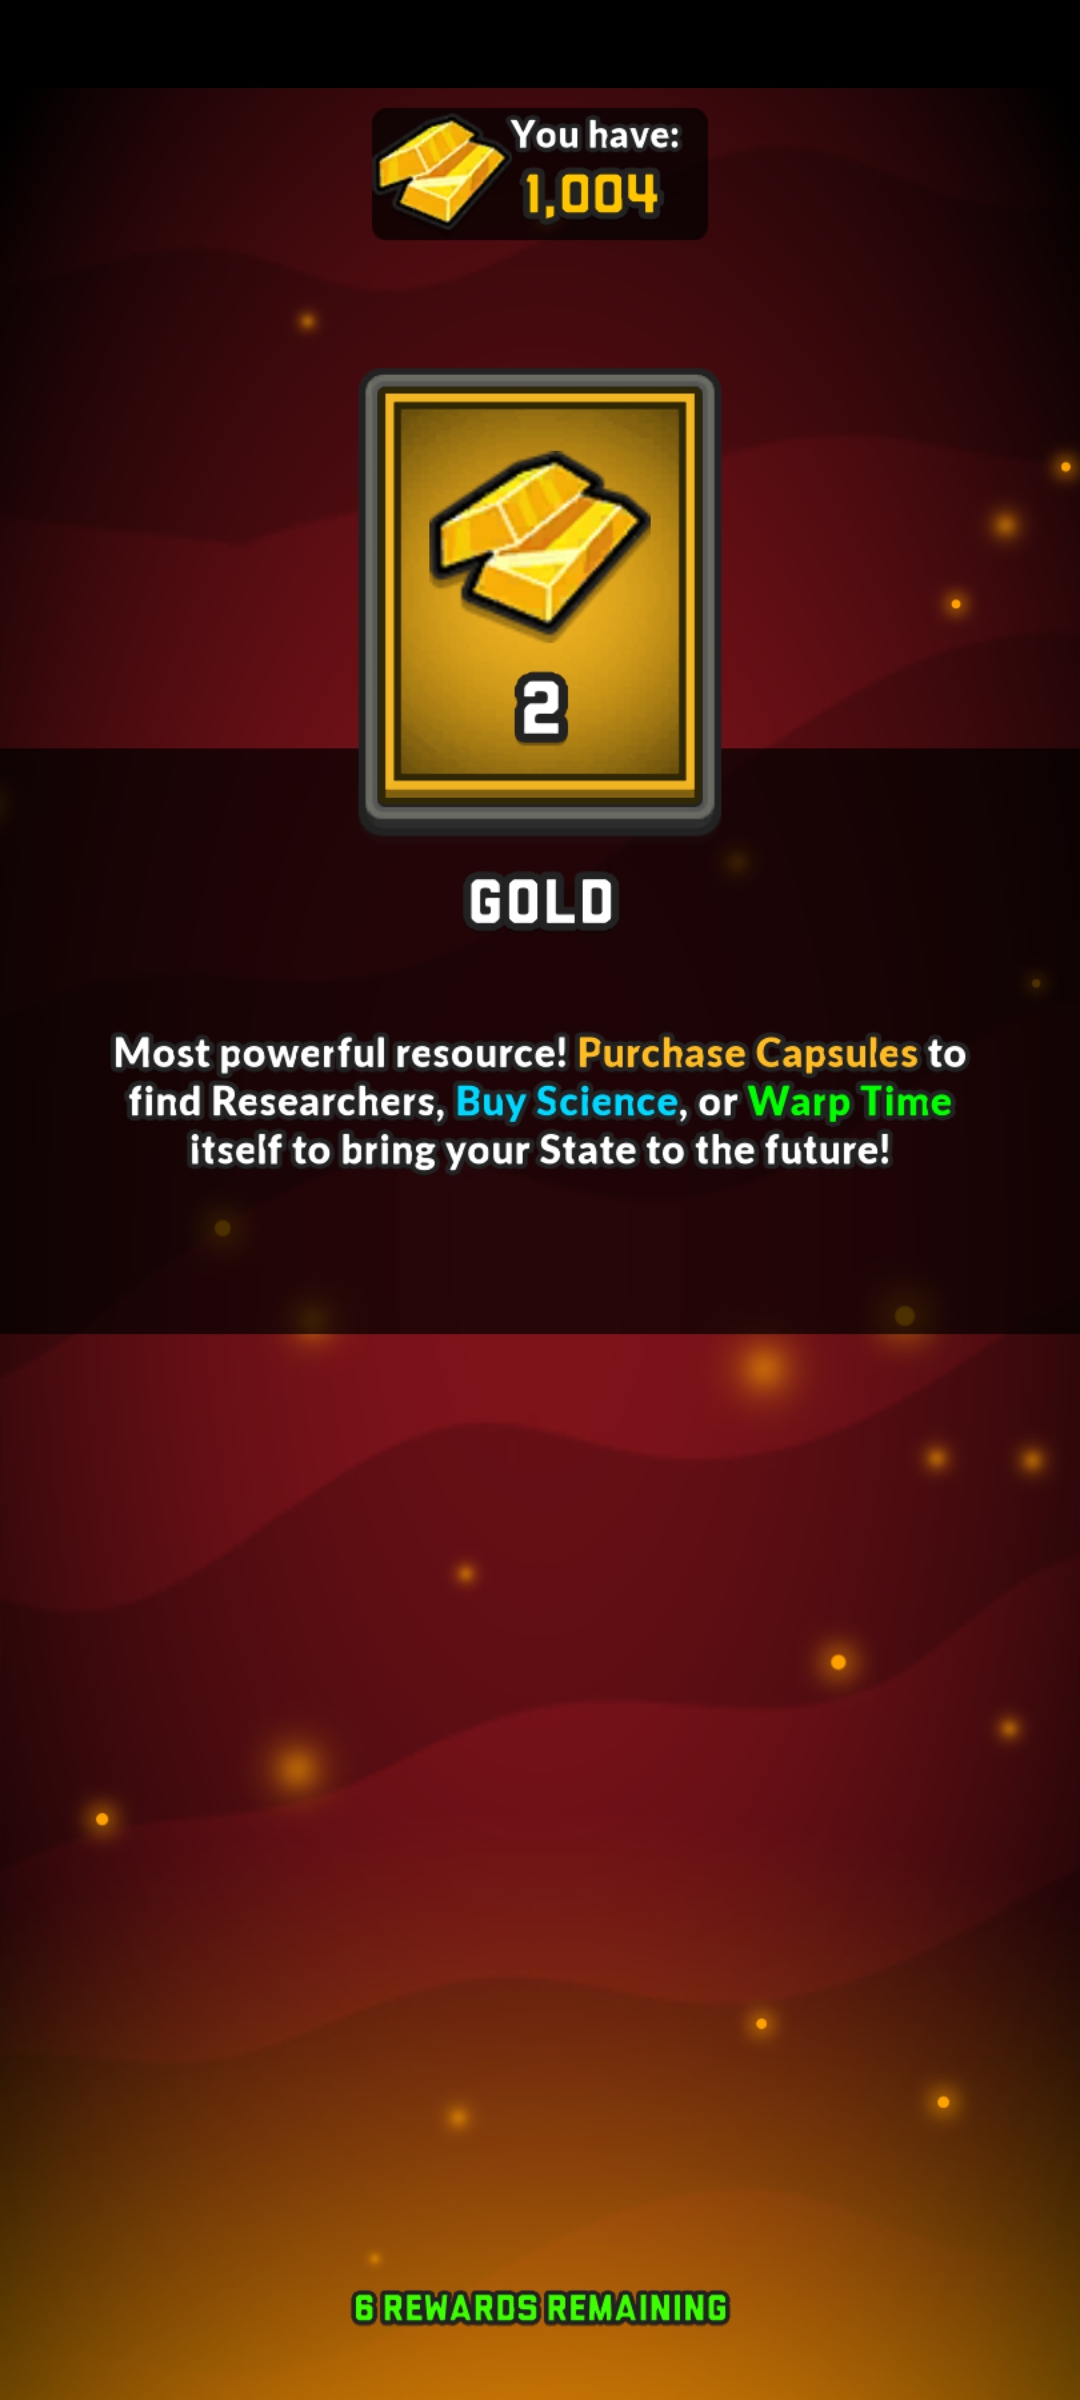 You have:
1,004
2
GOLD
Most powerful resource! Purchase Capsules to
find Researchers, Buy Science, or Warp Time
itself to bring your State to the future!
6 REWARDS REMAINING